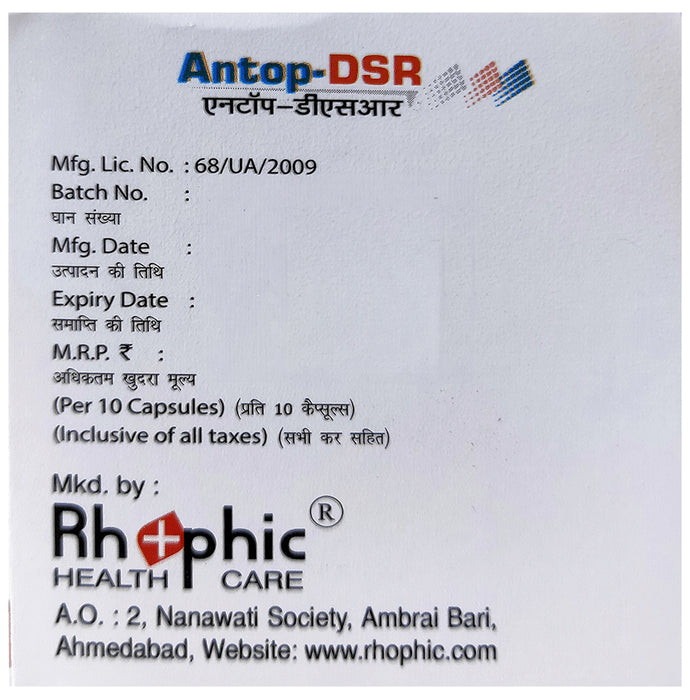 Antop-DSR
एनटॉप-डीएसआर
Mfg. Lic. No. : 68/UA/2009
Batch No. :
घान संख्या
Mfg. Date :
उत्पादन की तिथि
Expiry Date :
समाप्ति की तिथि
M.R.P. ₹ :
अधिकतम खुदरा मूल्य
(Per 10 Capsules) (प्रति 10 कैप्सूल्स)
(Inclusive of all taxes) (सभी कर सहित)
Mkd. by :
Rhophic ®
HEALTH CARE
A.O. : 2, Nanawati Society, Ambrai Bari,
Ahmedabad, Website: www.rhophic.com